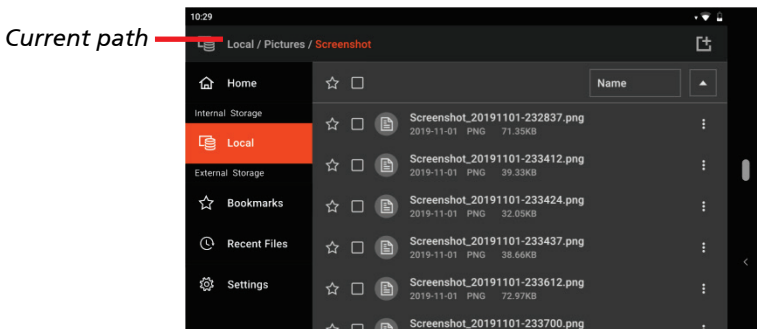 10:29
Current path
Local / Pictures / Screenshot
Home
Name
Internal Storage
Screenshot_20191101-232837.png
2019-11-01 PNG 71.35KB
Local
Screenshot_20191101-233412.png
2019-11-01 PNG 39.33KB
External Storage
Bookmarks
Screenshot_20191101-233424.png
2019-11-01 PNG 32.05KB
Recent Files
Screenshot_20191101-233437.png
2019-11-01 PNG 38.66KB
Settings
Screenshot_20191101-233612.png
2019-11-01 PNG 72.97KB
Screenshot_20191101-233700.png